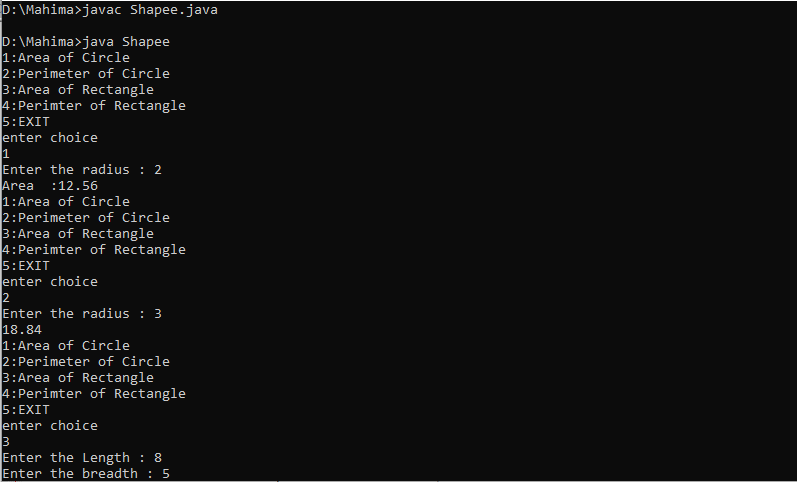 D:\Mahima>javac Shapee.java
D:\Mahima>java Shapee
1:Area of Circle
2:Perimeter of Circle
3:Area of Rectangle
4:Perimter of Rectangle
5:EXIT
enter choice
1
Enter the radius : 2
Area  :12.56
1:Area of Circle
2:Perimeter of Circle
3:Area of Rectangle
4:Perimter of Rectangle
5:EXIT
enter choice
2
Enter the radius : 3
18.84
1:Area of Circle
2:Perimeter of Circle
3:Area of Rectangle
4:Perimter of Rectangle
5:EXIT
enter choice
3
Enter the Length : 8
Enter the breadth : 5